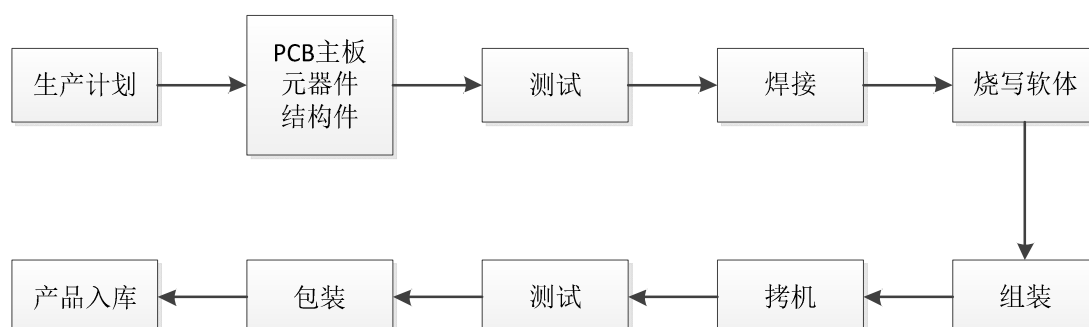 生产计划
PCB主板
元器件
结构件
测试
焊接
烧写软体
组装
拷机
测试
包装
产品入库